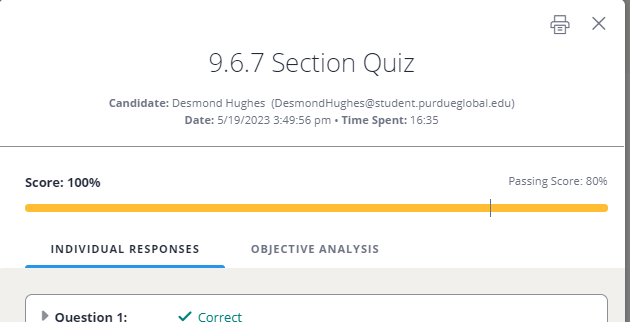 9.6.7 Section Quiz
Candidate: Desmond Hughes (DesmondHughes@student.purdueglobal.edu)
Date: 5/19/2023 3:49:56 pm • Time Spent: 16:35
Score: 100%
Passing Score: 80%
INDIVIDUAL RESPONSES
OBJECTIVE ANALYSIS
Question 1:
Correct